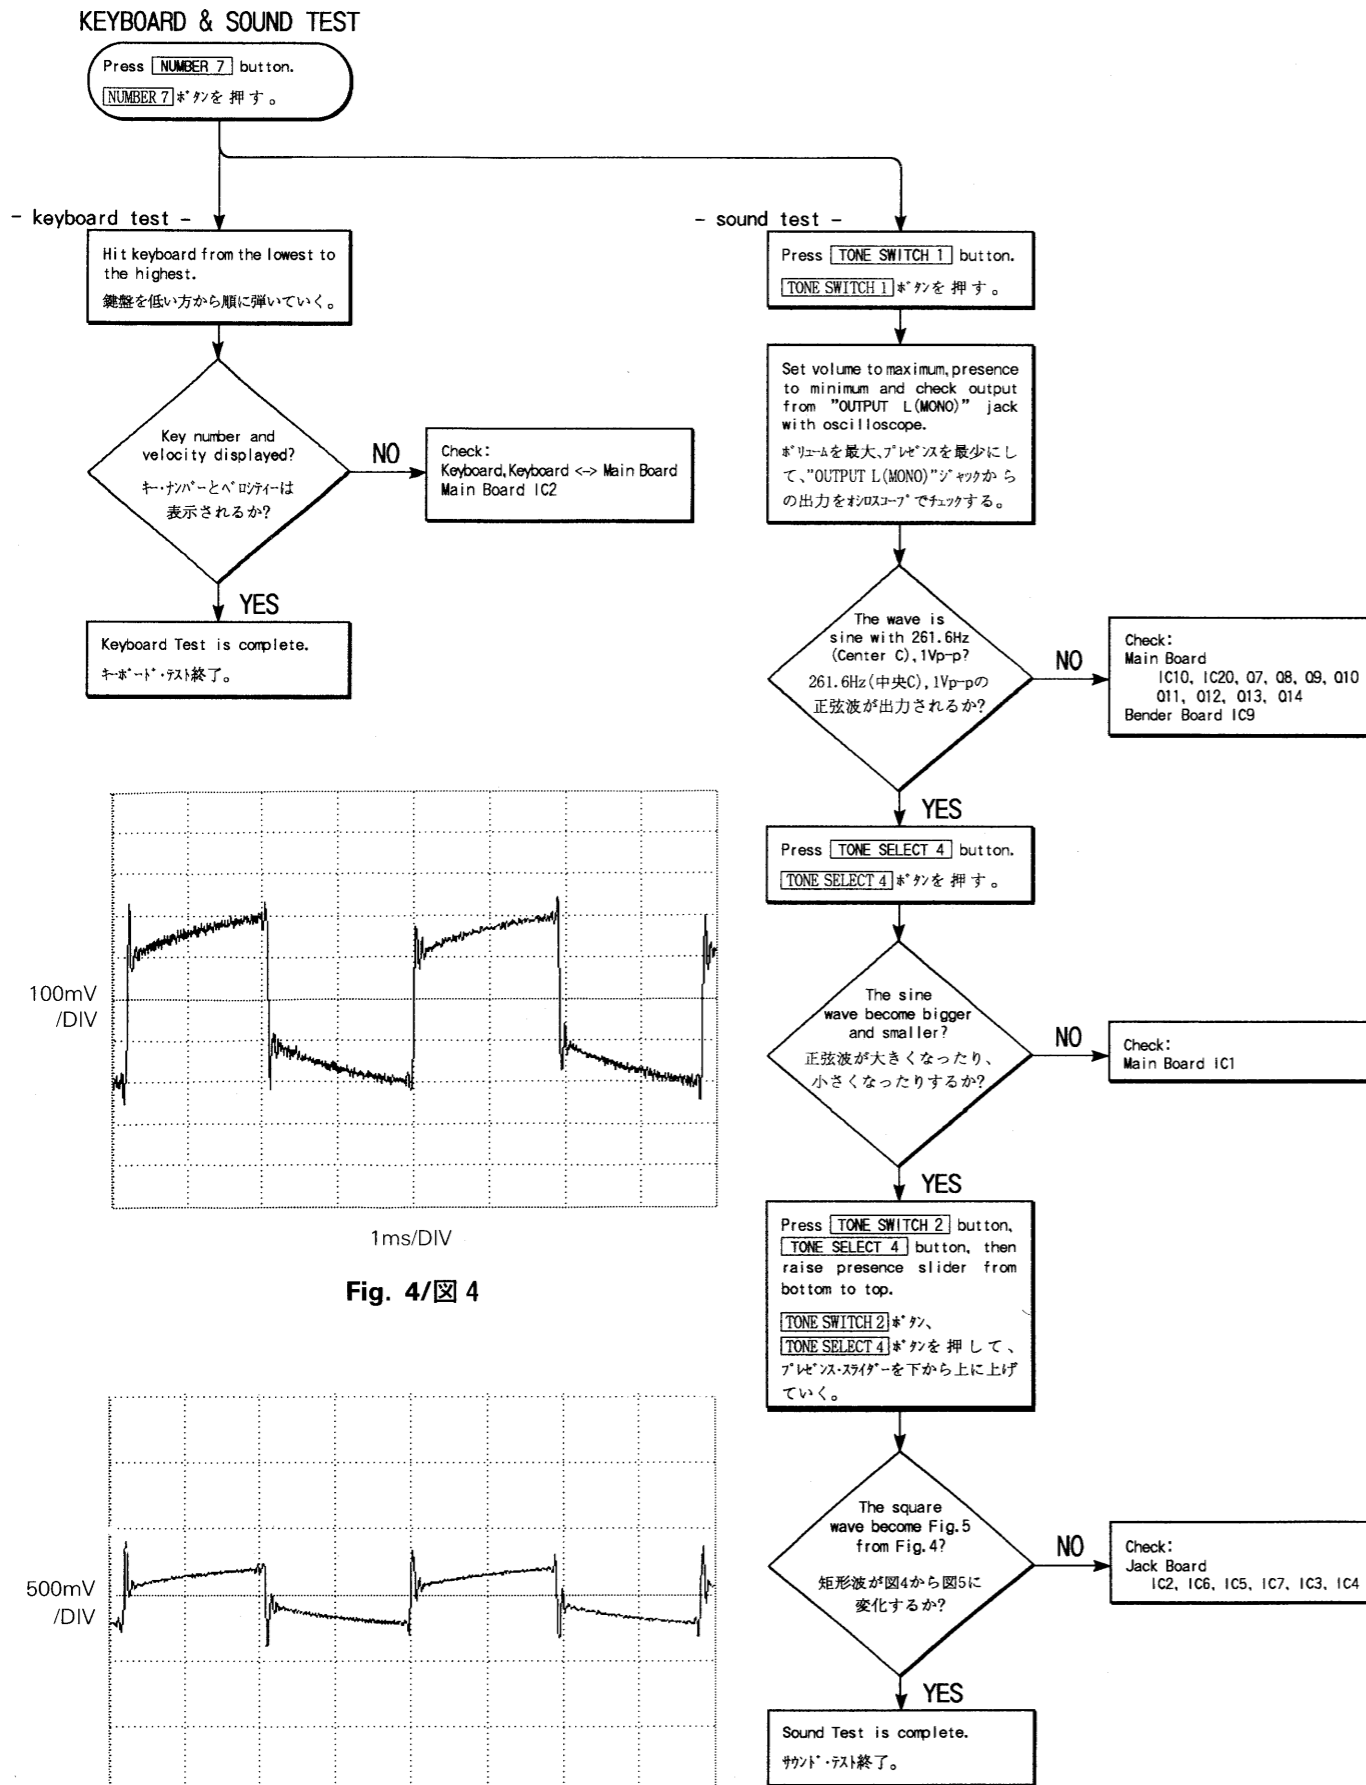 KEYBOARD & SOUND TEST
Press NUMBER 7 button.
NUMBER 7 ﾎﾞﾀﾝを 押 す 。
- keyboard test -
Hit keyboard from the lowest to
the highest.
鍵盤を低い方から順に弾いていく。
Key number and
velocity displayed?
ｷｰ･ﾅﾝﾊﾞｰとﾍﾞﾛｼﾃｨｰは
表示されるか?
NO
Check:
Keyboard, Keyboard <-> Main Board
Main Board IC2
YES
Keyboard Test is complete.
ｷｰﾎﾞｰﾄﾞ･ﾃｽﾄ終了。
- sound test -
Press TONE SWITCH 1 button.
TONE SWITCH 1 ﾎﾞﾀﾝを 押 す 。
Set volume to maximum, presence
to minimum and check output
from "OUTPUT L(MONO)" jack
with oscilloscope.
ﾎﾞﾘｭｰﾑを最大、ﾌﾟﾚｾﾞﾝｽを最少にし
て、"OUTPUT L(MONO)"ｼﾞｬｯｸから
の出力をｵｼﾛｽｺｰﾌﾟでﾁｪｯｸする。
The wave is
sine with 261.6Hz
(Center C), 1Vp-p?
261.6Hz(中央C), 1Vp-pの
正弦波が出力されるか?
NO
Check:
Main Board
IC10, IC20, Q7, Q8, Q9, Q10
Q11, Q12, Q13, Q14
Bender Board IC9
YES
Press TONE SELECT 4 button.
TONE SELECT 4 ﾎﾞﾀﾝを 押 す 。
The sine
wave become bigger
and smaller?
正弦波が大きくなったり、
小さくなったりするか?
NO
Check:
Main Board IC1
YES
Press TONE SWITCH 2 button,
TONE SELECT 4 button, then
raise presence slider from
bottom to top.
TONE SWITCH 2 ﾎﾞﾀﾝ、
TONE SELECT 4 ﾎﾞﾀﾝを 押 し て 、
ﾌﾟﾚｾﾞﾝｽ･ｽﾗｲﾀﾞｰを下から上に上げ
ていく。
The square
wave become Fig.5
from Fig.4?
矩形波が図4から図5に
変化するか?
NO
Check:
Jack Board
IC2, IC6, IC5, IC7, IC3, IC4
YES
Sound Test is complete.
ｻｳﾝﾄﾞ･ﾃｽﾄ終了。
100mV
/DIV
1ms/DIV
Fig. 4/図 4
500mV
/DIV